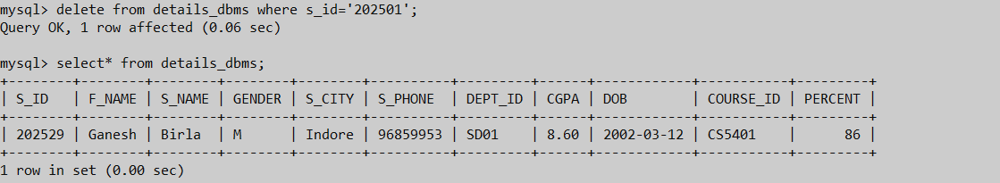 mysql> delete from details_dbms where s_id='202501';
Query OK, 1 row affected (0.06 sec)
mysql> select* from details_dbms;
+--------+---------+--------+--------+--------+----------+---------+------+------------+-----------+---------+
| S_ID   | F_NAME  | S_NAME | GENDER | S_CITY | S_PHONE  | DEPT_ID | CGPA | DOB        | COURSE_ID | PERCENT |
+--------+---------+--------+--------+--------+----------+---------+------+------------+-----------+---------+
| 202529 | Ganesh  | Birla  | M      | Indore | 96859953 | SD01    | 8.60 | 2002-03-12 | CS5401    |      86 |
+--------+---------+--------+--------+--------+----------+---------+------+------------+-----------+---------+
1 row in set (0.00 sec)